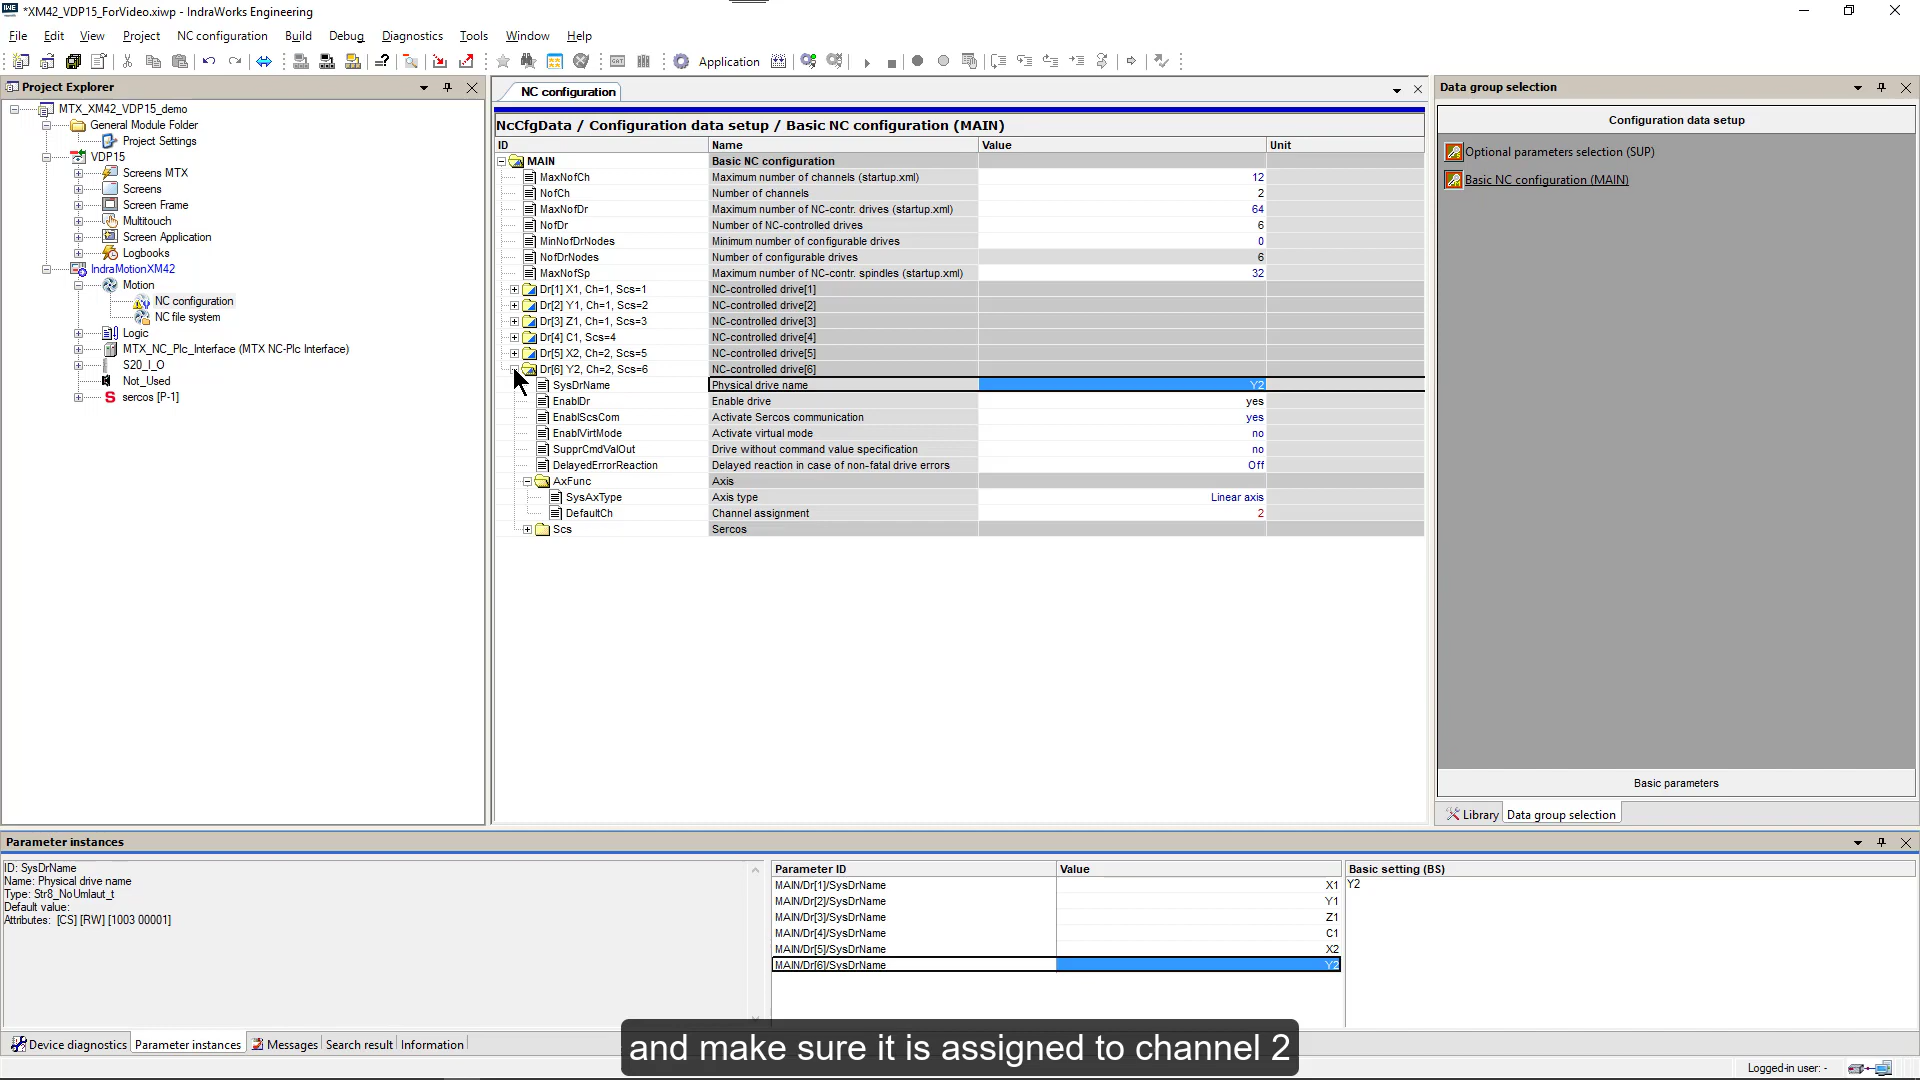 *XM42_VDP15_ForVideo.xiwp - IndraWorks Engineering
File Edit View Project NC configuration Build Debug Diagnostics Tools Window Help
Application
Project Explorer
MTX_XM42_VDP15_demo
General Module Folder
Project Settings
VDP15
Screens MTX
Screens
Screen Frame
Multitouch
Screen Application
Logbooks
IndraMotionXM42
Motion
NC configuration
NC file system
Logic
MTX_NC_Plc_Interface (MTX NC-Plc Interface)
S20_I_O
Not_Used
sercos [P-1]
NC configuration
NcCfgData / Configuration data setup / Basic NC configuration (MAIN)
ID Name Value Unit
MAIN Basic NC configuration
MaxNofCh Maximum number of channels (startup.xml) 12
NofCh Number of channels 2
MaxNofDr Maximum number of NC-contr. drives (startup.xml) 64
NofDr Number of NC-controlled drives 6
MinNofDrNodes Minimum number of configurable drives 0
NofDrNodes Number of configurable drives 6
MaxNofSp Maximum number of NC-contr. spindles (startup.xml) 32
Dr[1] X1, Ch=1, Scs=1 NC-controlled drive[1]
Dr[2] Y1, Ch=1, Scs=2 NC-controlled drive[2]
Dr[3] Z1, Ch=1, Scs=3 NC-controlled drive[3]
Dr[4] C1, Scs=4 NC-controlled drive[4]
Dr[5] X2, Ch=2, Scs=5 NC-controlled drive[5]
Dr[6] Y2, Ch=2, Scs=6 NC-controlled drive[6]
SysDrName Physical drive name Y2
EnablDr Enable drive yes
EnablScsCom Activate Sercos communication yes
EnablVirtMode Activate virtual mode no
SupprCmdValOut Drive without command value specification no
DelayedErrorReaction Delayed reaction in case of non-fatal drive errors Off
AxFunc Axis
SysAxType Axis type Linear axis
DefaultCh Channel assignment 2
Scs Sercos
Data group selection
Configuration data setup
Optional parameters selection (SUP)
Basic NC configuration (MAIN)
Basic parameters
Library Data group selection
Parameter instances
ID: SysDrName
Name: Physical drive name
Type: Str8_NoUmlaut_t
Default value:
Attributes: [CS] [RW] [1003 00001]
Parameter ID Value
MAIN/Dr[1]/SysDrName X1
MAIN/Dr[2]/SysDrName Y1
MAIN/Dr[3]/SysDrName Z1
MAIN/Dr[4]/SysDrName C1
MAIN/Dr[5]/SysDrName X2
MAIN/Dr[6]/SysDrName Y2
Basic setting (BS)
Y2
Device diagnostics Parameter instances Messages Search result Information
and make sure it is assigned to channel 2
Logged-in user: -